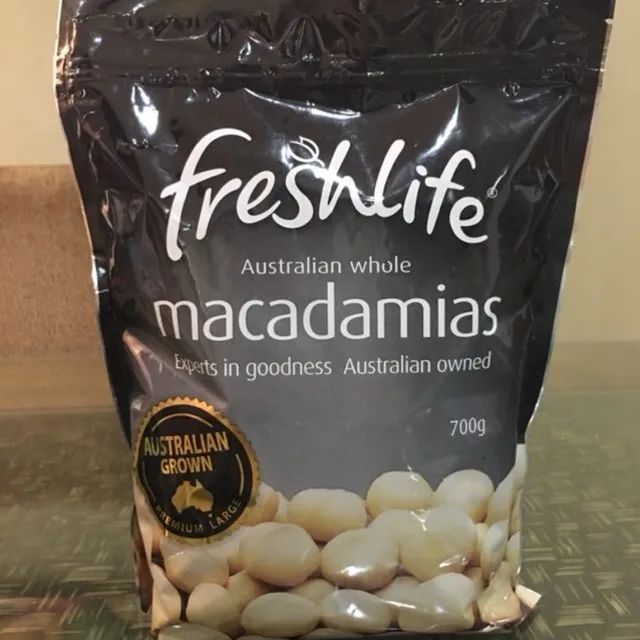 freshlife®
Australian whole
macadamias
Experts in goodness Australian owned
700g
AUSTRALIAN
GROWN
PREMIUM LARGE